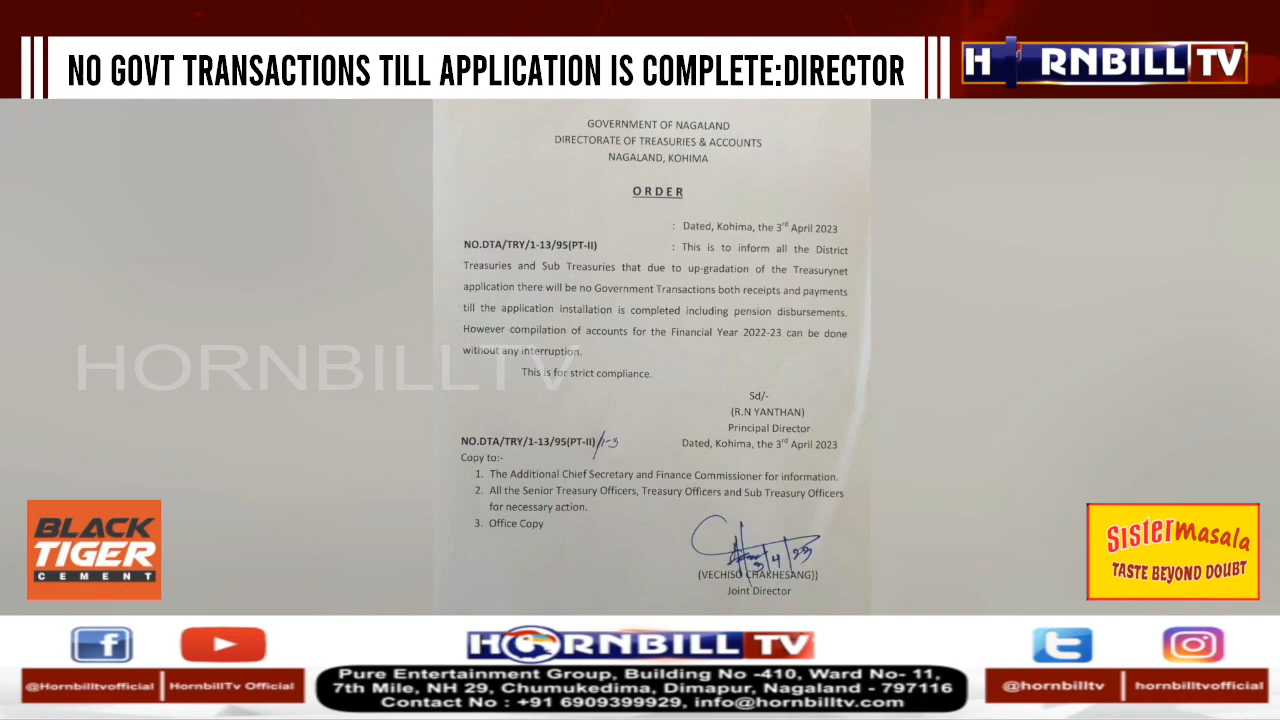 NO GOVT TRANSACTIONS TILL APPLICATION IS COMPLETE:DIRECTOR
HORNBILL TV
GOVERNMENT OF NAGALAND
DIRECTORATE OF TREASURIES & ACCOUNTS
NAGALAND, KOHIMA
ORDER
: Dated, Kohima, the 3rd April 2023
NO.DTA/TRY/1-13/95(PT-II) : This is to inform all the District
Treasuries and Sub Treasuries that due to up-gradation of the Treasurynet
application there will be no Government Transactions both receipts and payments
till the application installation is completed including pension disbursements.
However compilation of accounts for the Financial Year 2022-23 can be done
without any interruption.
HORNBILLTV
This is for strict compliance.
Sd/-
(R.N YANTHAN)
Principal Director
NO.DTA/TRY/1-13/95(PT-II)/1-3 Dated, Kohima, the 3rd April 2023
Copy to:-
1. The Additional Chief Secretary and Finance Commissioner for information.
2. All the Senior Treasury Officers, Treasury Officers and Sub Treasury Officers
for necessary action.
3. Office Copy
3/4/23
(VECHISO CHAKHESANG))
Joint Director
BLACK
TIGER
CEMENT
Sister Masala
TASTE BEYOND DOUBT
HORNBILL TV
@Hornbilltvofficial
HornbillTv Official
Pure Entertainment Group, Building No -410, Ward No- 11,
7th Mile, NH 29, Chumukedima, Dimapur, Nagaland - 797116
Contact No : +91 6909399929, info@hornbilltv.com
@hornbilltv
hornbilltvofficial